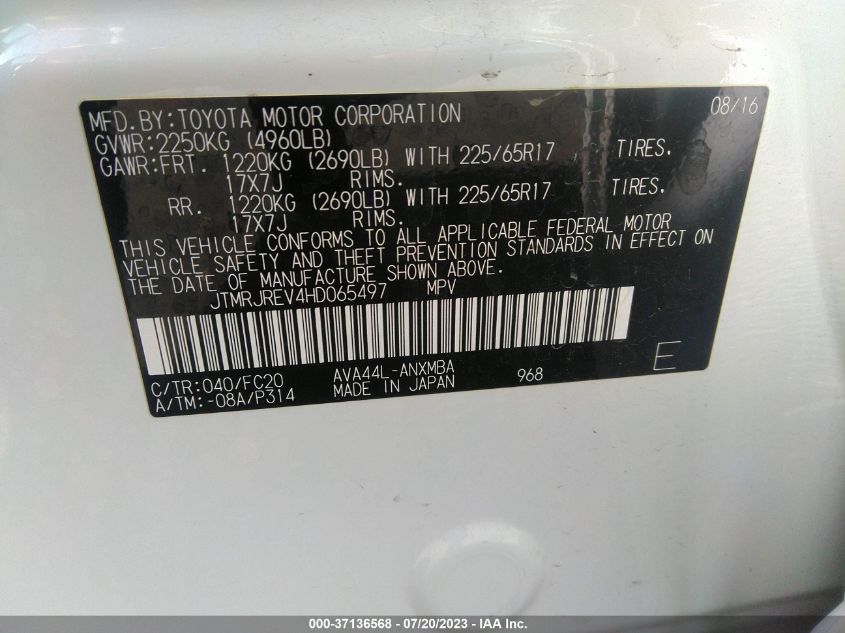 MFD.BY:TOYOTA MOTOR CORPORATION 08/16
GVWR:2250KG (4960LB)
GAWR:FRT. 1220KG (2690LB) WITH 225/65R17 TIRES.
17X7J RIMS.
RR. 1220KG (2690LB) WITH 225/65R17 TIRES.
17X7J RIMS.
THIS VEHICLE CONFORMS TO ALL APPLICABLE FEDERAL MOTOR
VEHICLE SAFETY AND THEFT PREVENTION STANDARDS IN EFFECT ON
THE DATE OF MANUFACTURE SHOWN ABOVE.
JTMRJREV4HD065497 MPV
C/TR:040/FC20 AVA44L-ANXMBA 968 E
A/TM:-08A/P314 MADE IN JAPAN
000-37136568 - 07/20/2023 - IAA Inc.